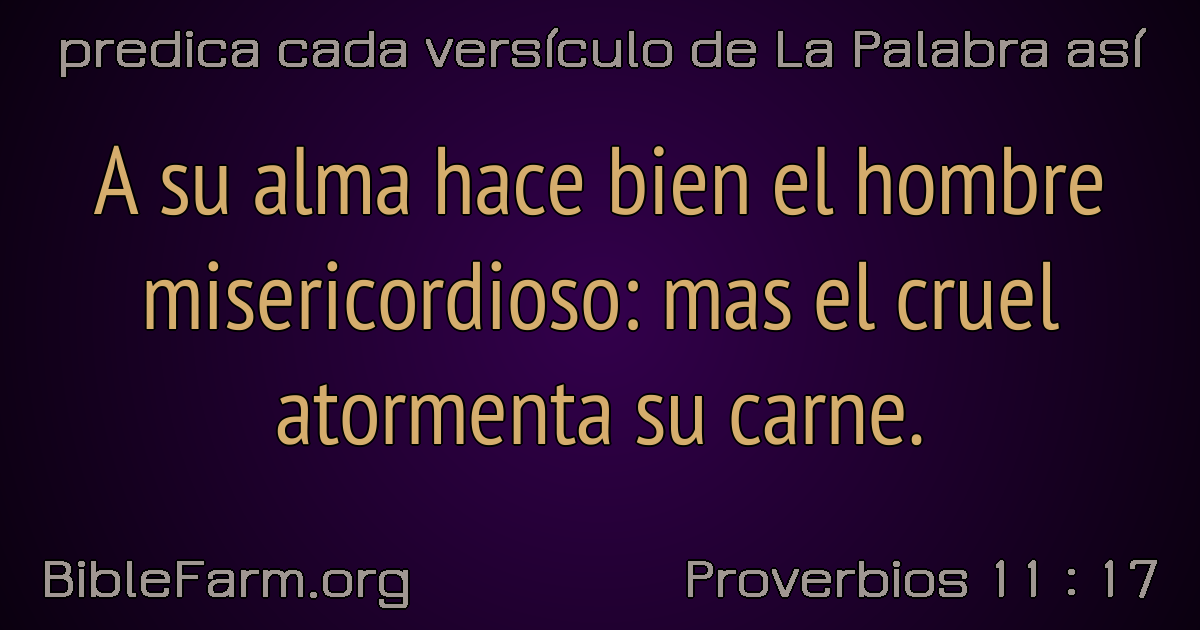 predica cada versículo de La Palabra así
A su alma hace bien el hombre
misericordioso: mas el cruel
atormenta su carne.
BibleFarm.org
Proverbios 11 : 17